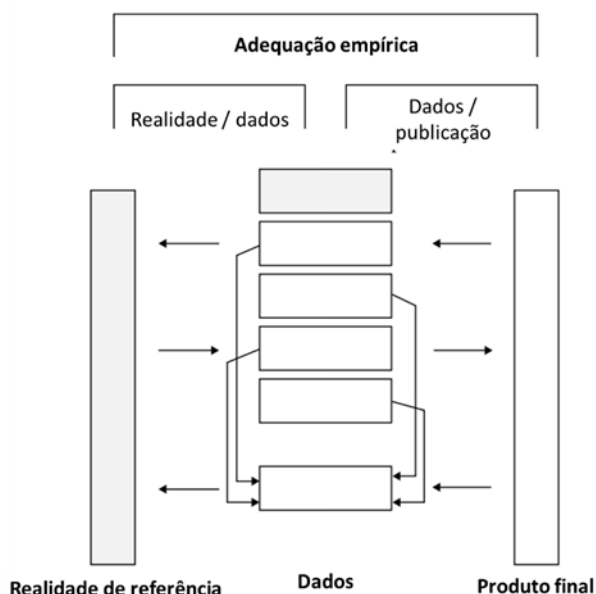 Adequação empírica
Realidade / dados
Dados /
publicação
Realidade de referência
Dados
Produto final